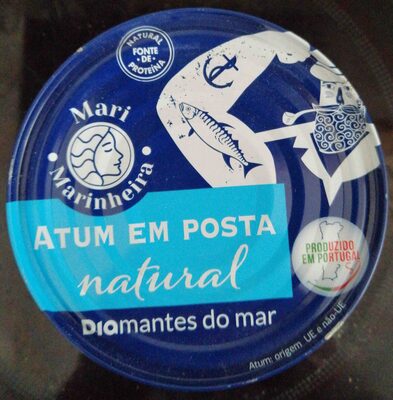 NATURAL
FONTE
· DE ·
PROTEÍNA
Mari
· Marinheira ·
ATUM EM POSTA
natural
DIOmantes do mar
PRODUZIDO
EM PORTUGAL
Atum: origem UE e não-UE